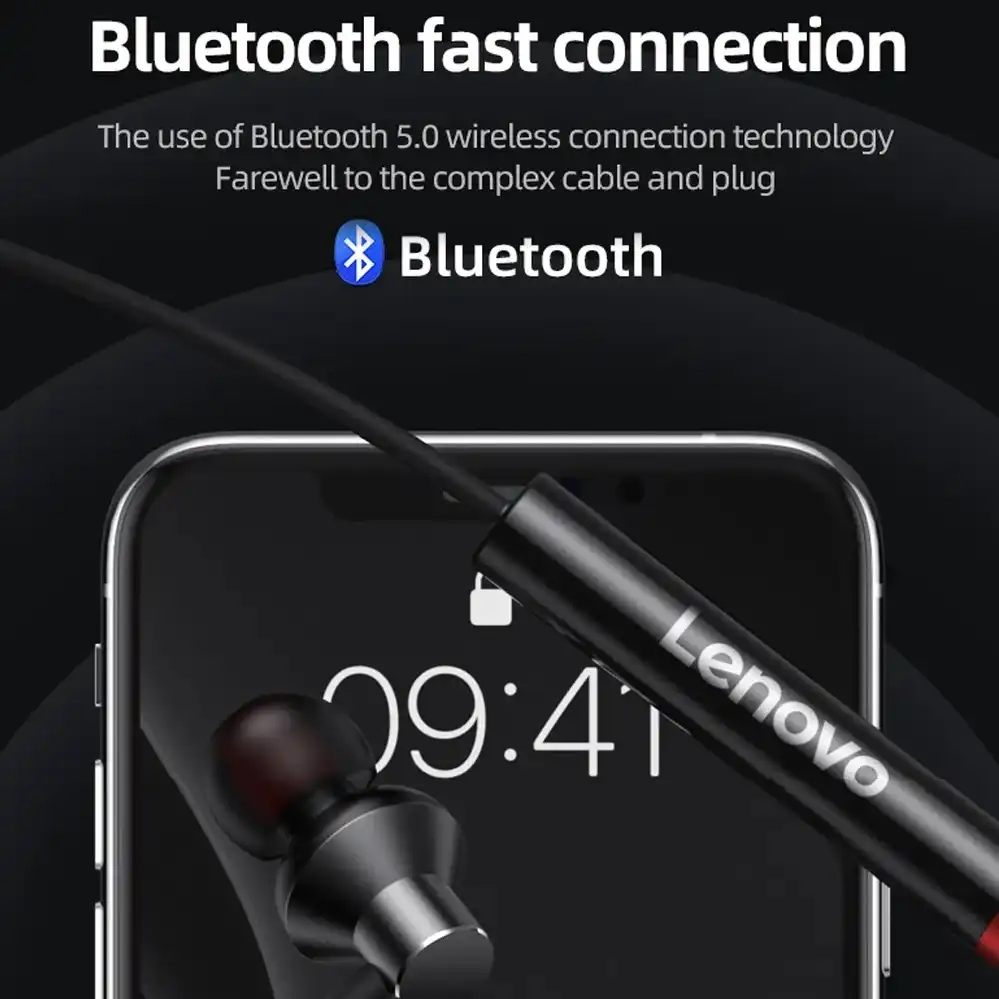 Bluetooth fast connection
The use of Bluetooth 5.0 wireless connection technology
Farewell to the complex cable and plug
Bluetooth
09:41
Lenovo